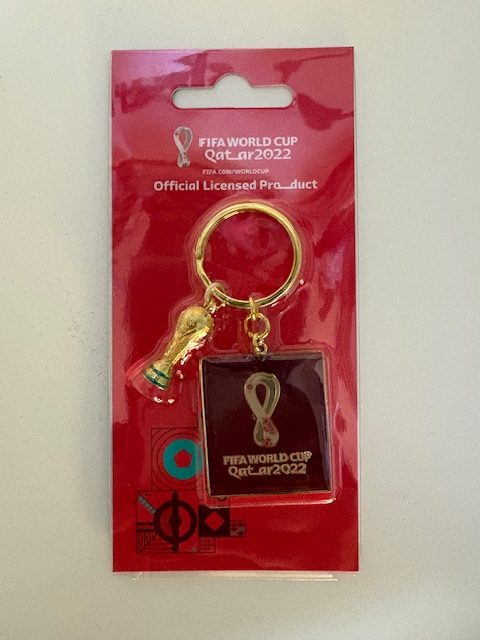 FIFA WORLD CUP
Qatar2022
FIFA.COM/WORLDCUP
Official Licensed Product
FIFA WORLD CUP
Qatar2022